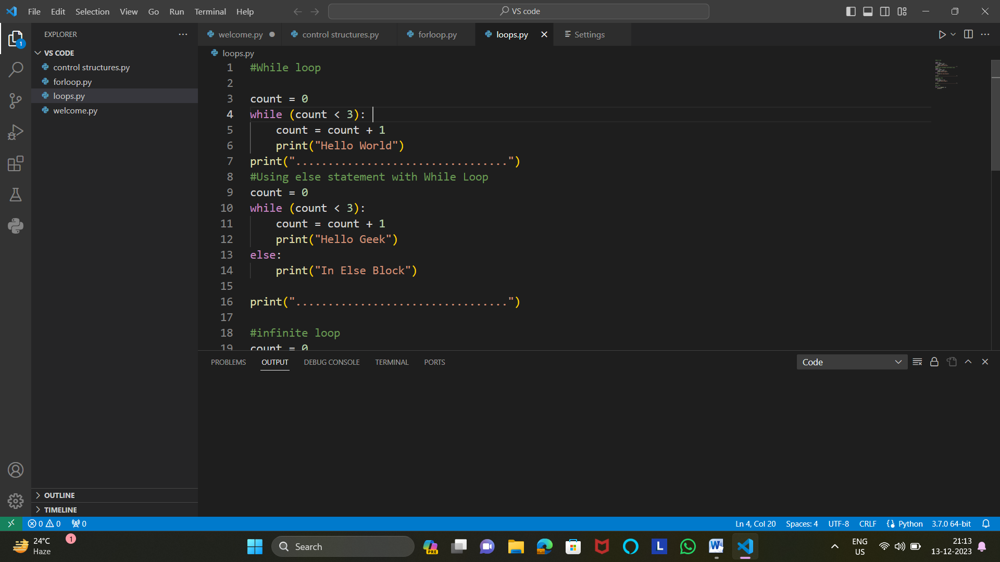 File Edit Selection View Go Run Terminal Help
VS code
EXPLORER
1
VS CODE
control structures.py
forloop.py
loops.py
welcome.py
OUTLINE
TIMELINE
welcome.py
control structures.py
forloop.py
loops.py
Settings
loops.py
1 #While loop
2
3 count = 0
4 while (count < 3):
5 count = count + 1
6 print("Hello World")
7 print(".................................")
8 #Using else statement with While Loop
9 count = 0
10 while (count < 3):
11 count = count + 1
12 print("Hello Geek")
13 else:
14 print("In Else Block")
15
16 print(".................................")
17
18 #infinite loop
19 count = 0
PROBLEMS OUTPUT DEBUG CONSOLE TERMINAL PORTS
Code
0 0 0
Ln 4, Col 20 Spaces: 4 UTF-8 CRLF Python 3.7.0 64-bit
24°C
Haze
1
Search
PRE
L
W
ENG
US
21:13
13-12-2023